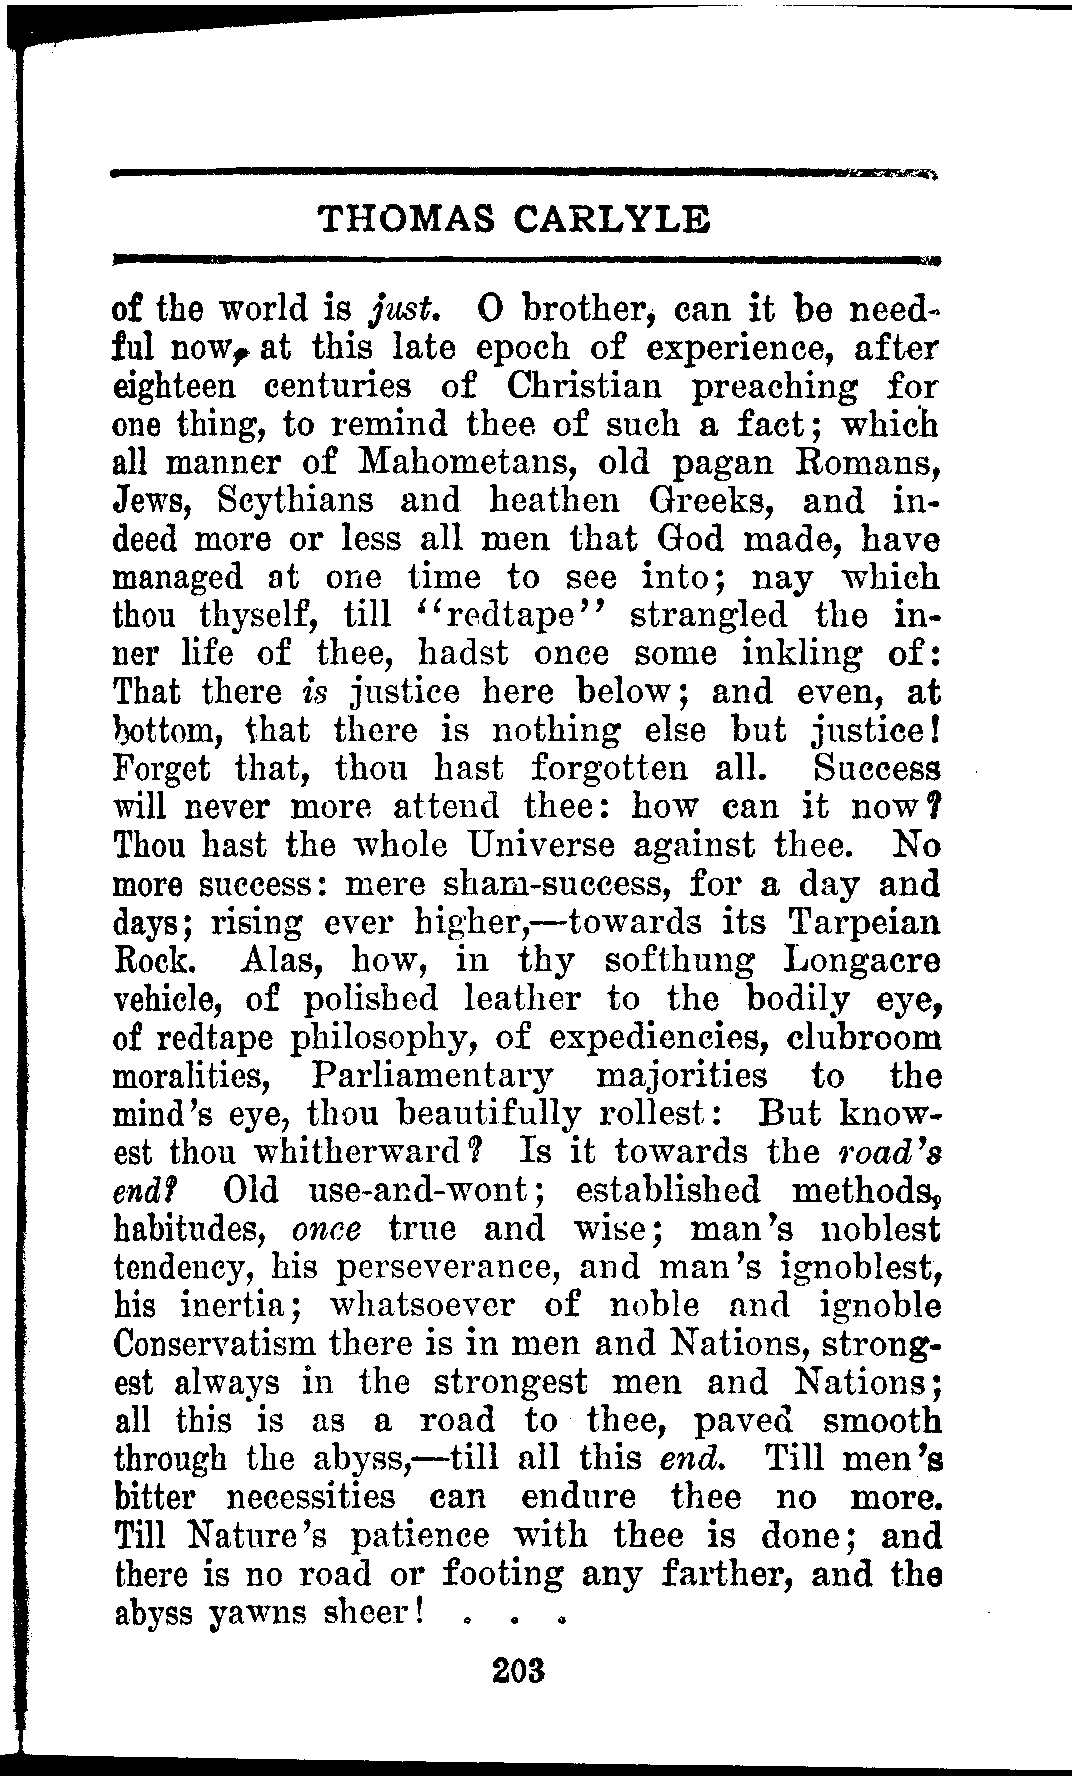 THOMAS CARLYLE
of the world is just. O brother, can it be need-
ful now, at this late epoch of experience, after
eighteen centuries of Christian preaching for
one thing, to remind thee of such a fact; which
all manner of Mahometans, old pagan Romans,
Jews, Scythians and heathen Greeks, and in-
deed more or less all men that God made, have
managed at one time to see into; nay which
thou thyself, till "redtape" strangled the in-
ner life of thee, hadst once some inkling of:
That there is justice here below; and even, at
bottom, that there is nothing else but justice!
Forget that, thou hast forgotten all. Success
will never more attend thee: how can it now?
Thou hast the whole Universe against thee. No
more success: mere sham-success, for a day and
days; rising ever higher,—towards its Tarpeian
Rock. Alas, how, in thy softhung Longacre
vehicle, of polished leather to the bodily eye,
of redtape philosophy, of expediencies, clubroom
moralities, Parliamentary majorities to the
mind's eye, thou beautifully rollest: But know-
est thou whitherward? Is it towards the road's
end? Old use-and-wont; established methods,
habitudes, once true and wise; man's noblest
tendency, his perseverance, and man's ignoblest,
his inertia; whatsoever of noble and ignoble
Conservatism there is in men and Nations, strong-
est always in the strongest men and Nations;
all this is as a road to thee, paved smooth
through the abyss,—till all this end. Till men's
bitter necessities can endure thee no more.
Till Nature's patience with thee is done; and
there is no road or footing any farther, and the
abyss yawns sheer! . . .
203